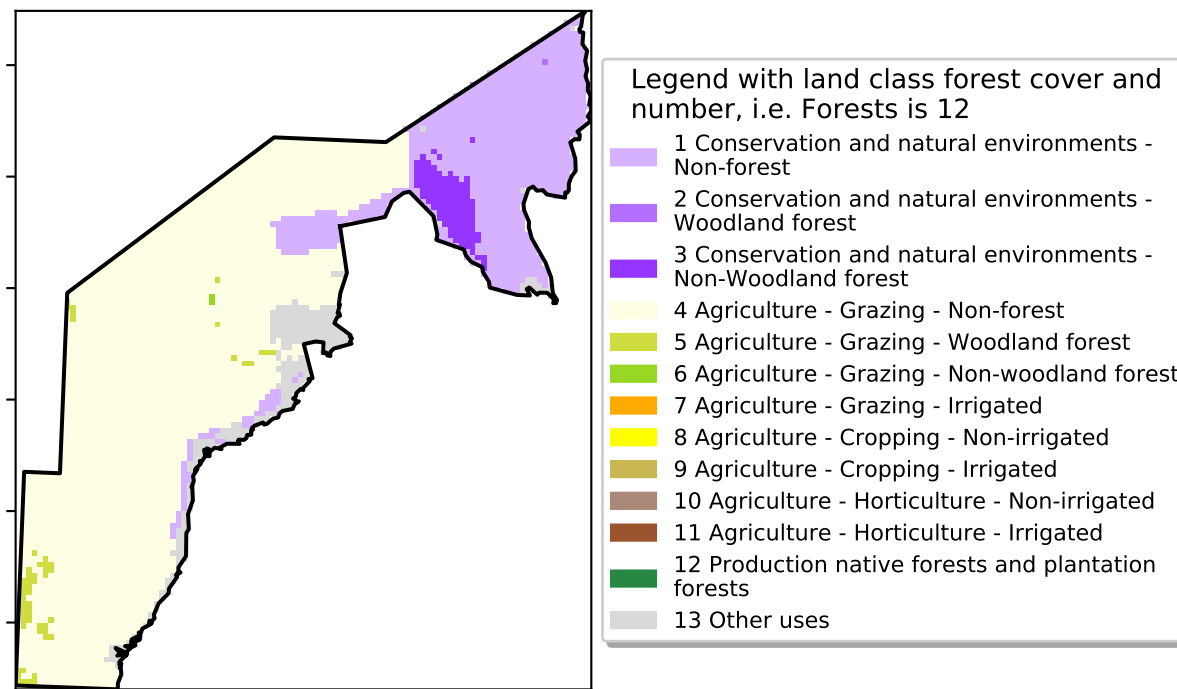 Legend with land class forest cover and
number, i.e. Forests is 12
1 Conservation and natural environments -
Non-forest
2 Conservation and natural environments -
Woodland forest
3 Conservation and natural environments -
Non-Woodland forest
4 Agriculture - Grazing - Non-forest
5 Agriculture - Grazing - Woodland forest
6 Agriculture - Grazing - Non-woodland forest
7 Agriculture - Grazing - Irrigated
8 Agriculture - Cropping - Non-irrigated
9 Agriculture - Cropping - Irrigated
10 Agriculture - Horticulture - Non-irrigated
11 Agriculture - Horticulture - Irrigated
12 Production native forests and plantation
forests
13 Other uses